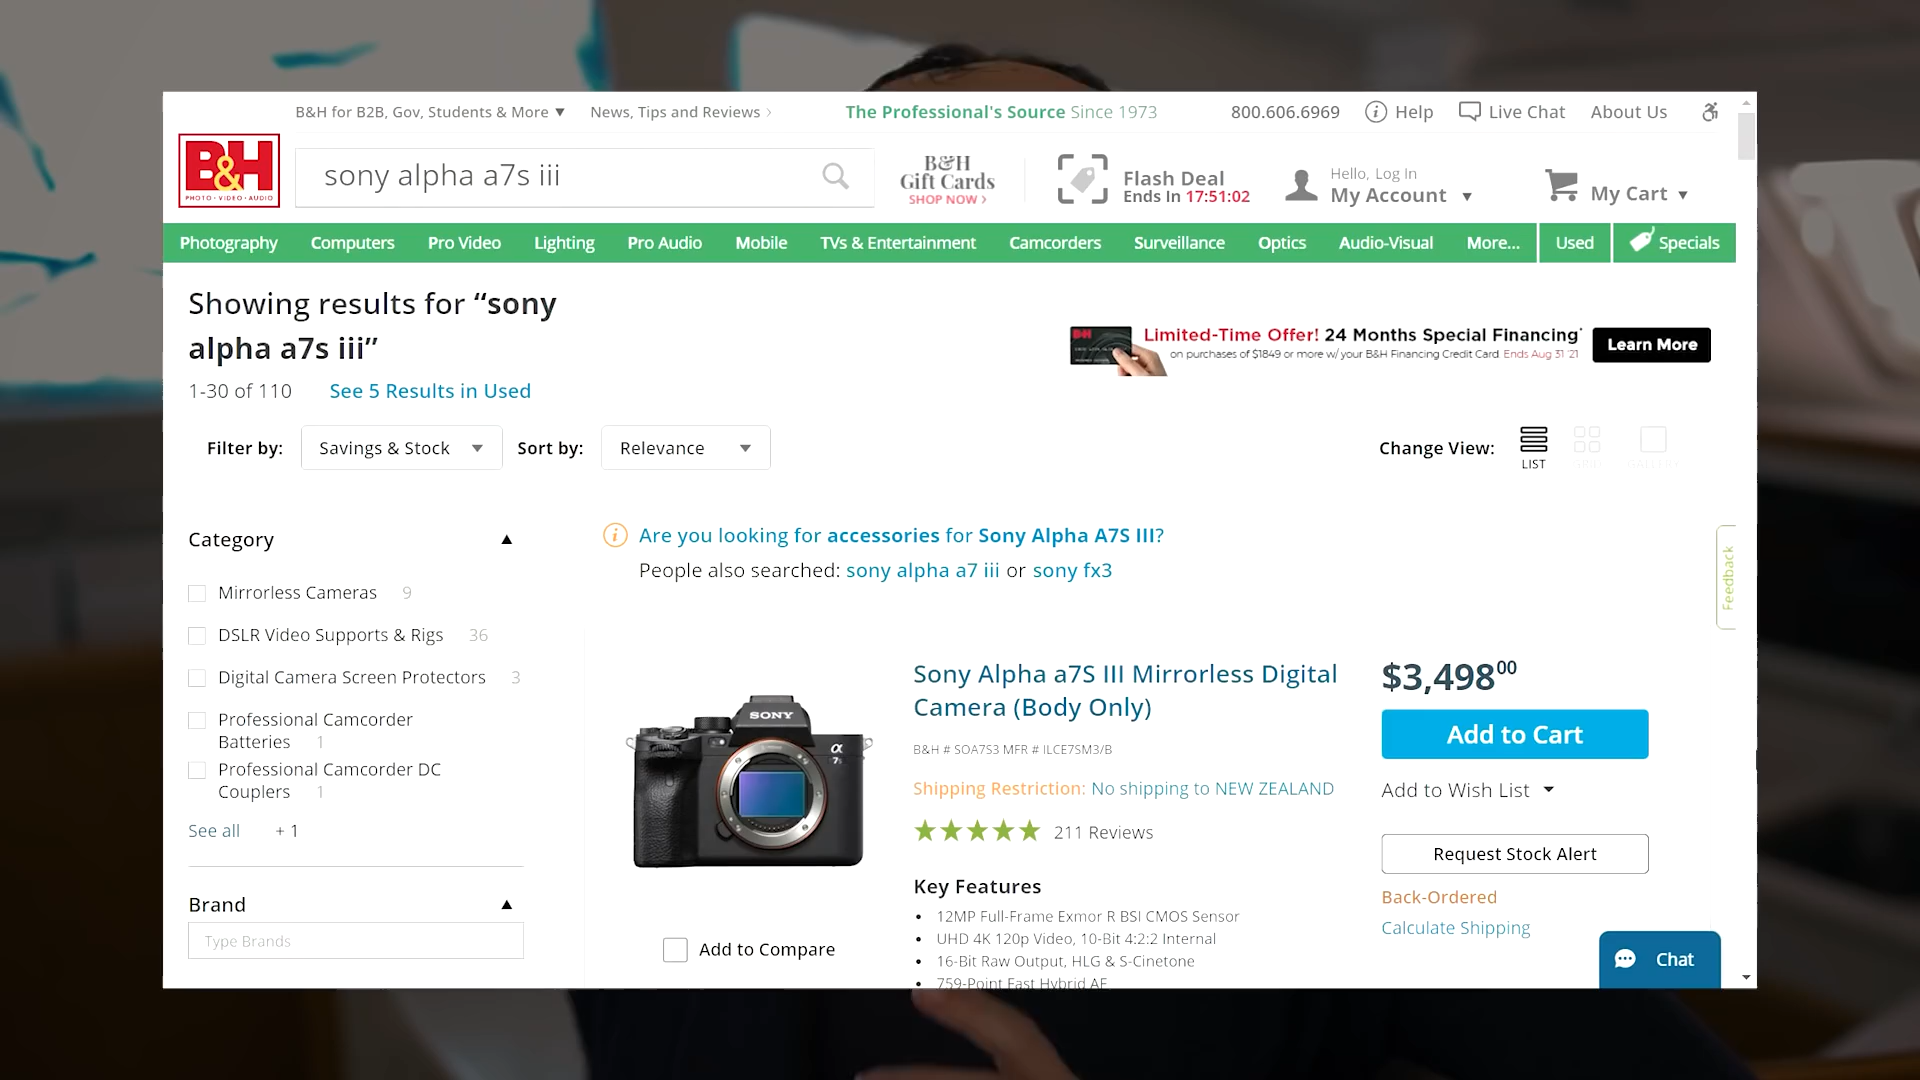 B&H for B2B, Gov, Students & More ▼
News, Tips and Reviews ›
The Professional's Source Since 1973
800.606.6969
Help
Live Chat
About Us
B&H
PHOTO • VIDEO • AUDIO
sony alpha a7s iii
B&H
Gift Cards
SHOP NOW ›
Flash Deal
Ends In 17:51:02
Hello, Log In
My Account ▼
My Cart ▼
Photography
Computers
Pro Video
Lighting
Pro Audio
Mobile
TVs & Entertainment
Camcorders
Surveillance
Optics
Audio-Visual
More...
Used
Specials
Showing results for “sony
alpha a7s iii”
1-30 of 110
See 5 Results in Used
Limited-Time Offer! 24 Months Special Financing*
on purchases of $1849 or more w/ your B&H Financing Credit Card. Ends Aug 31 '21
Learn More
Filter by:
Savings & Stock
Sort by:
Relevance
Change View:
LIST
GRID
GALLERY
Category
Mirrorless Cameras 9
DSLR Video Supports & Rigs 36
Digital Camera Screen Protectors 3
Professional Camcorder
Batteries 1
Professional Camcorder DC
Couplers 1
See all + 1
Brand
Type Brands
Are you looking for accessories for Sony Alpha A7S III?
People also searched: sony alpha a7 iii or sony fx3
Feedback
SONY
α
7S
Add to Compare
Sony Alpha a7S III Mirrorless Digital
Camera (Body Only)
B&H # SOA7S3 MFR # ILCE7SM3/B
Shipping Restriction: No shipping to NEW ZEALAND
211 Reviews
Key Features
• 12MP Full-Frame Exmor R BSI CMOS Sensor
• UHD 4K 120p Video, 10-Bit 4:2:2 Internal
• 16-Bit Raw Output, HLG & S-Cinetone
• 759-Point Fast Hybrid AF
$3,498.00
Add to Cart
Add to Wish List
Request Stock Alert
Back-Ordered
Calculate Shipping
Chat